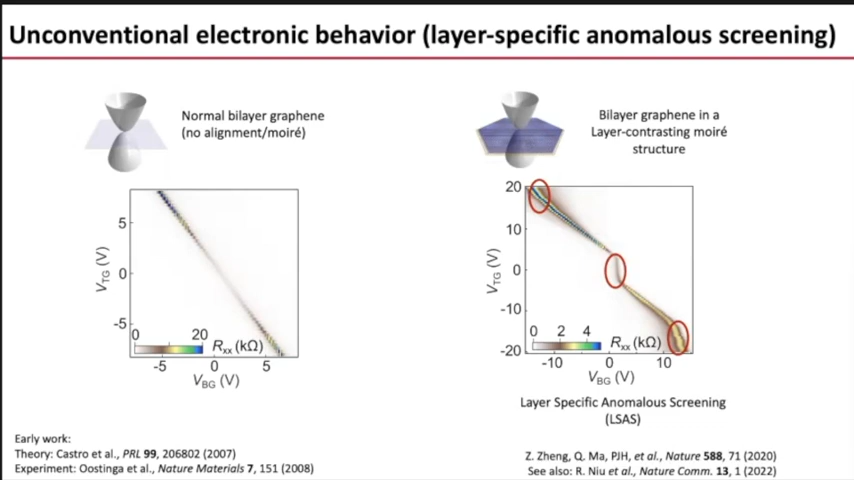 Unconventional electronic behavior (layer-specific anomalous screening)
Normal bilayer graphene
(no alignment/moiré)
Bilayer graphene in a
Layer-contrasting moiré
structure
5
0
-5
V_TG (V)
0 20
R_xx (kΩ)
-5 0 5
V_BG (V)
20
10
0
-10
-20
V_TG (V)
0 2 4
R_xx (kΩ)
-10 0 10
V_BG (V)
Layer Specific Anomalous Screening
(LSAS)
Early work:
Theory: Castro et al., PRL 99, 206802 (2007)
Experiment: Oostinga et al., Nature Materials 7, 151 (2008)
Z. Zheng, Q. Ma, PJH, et al., Nature 588, 71 (2020)
See also: R. Niu et al., Nature Comm. 13, 1 (2022)